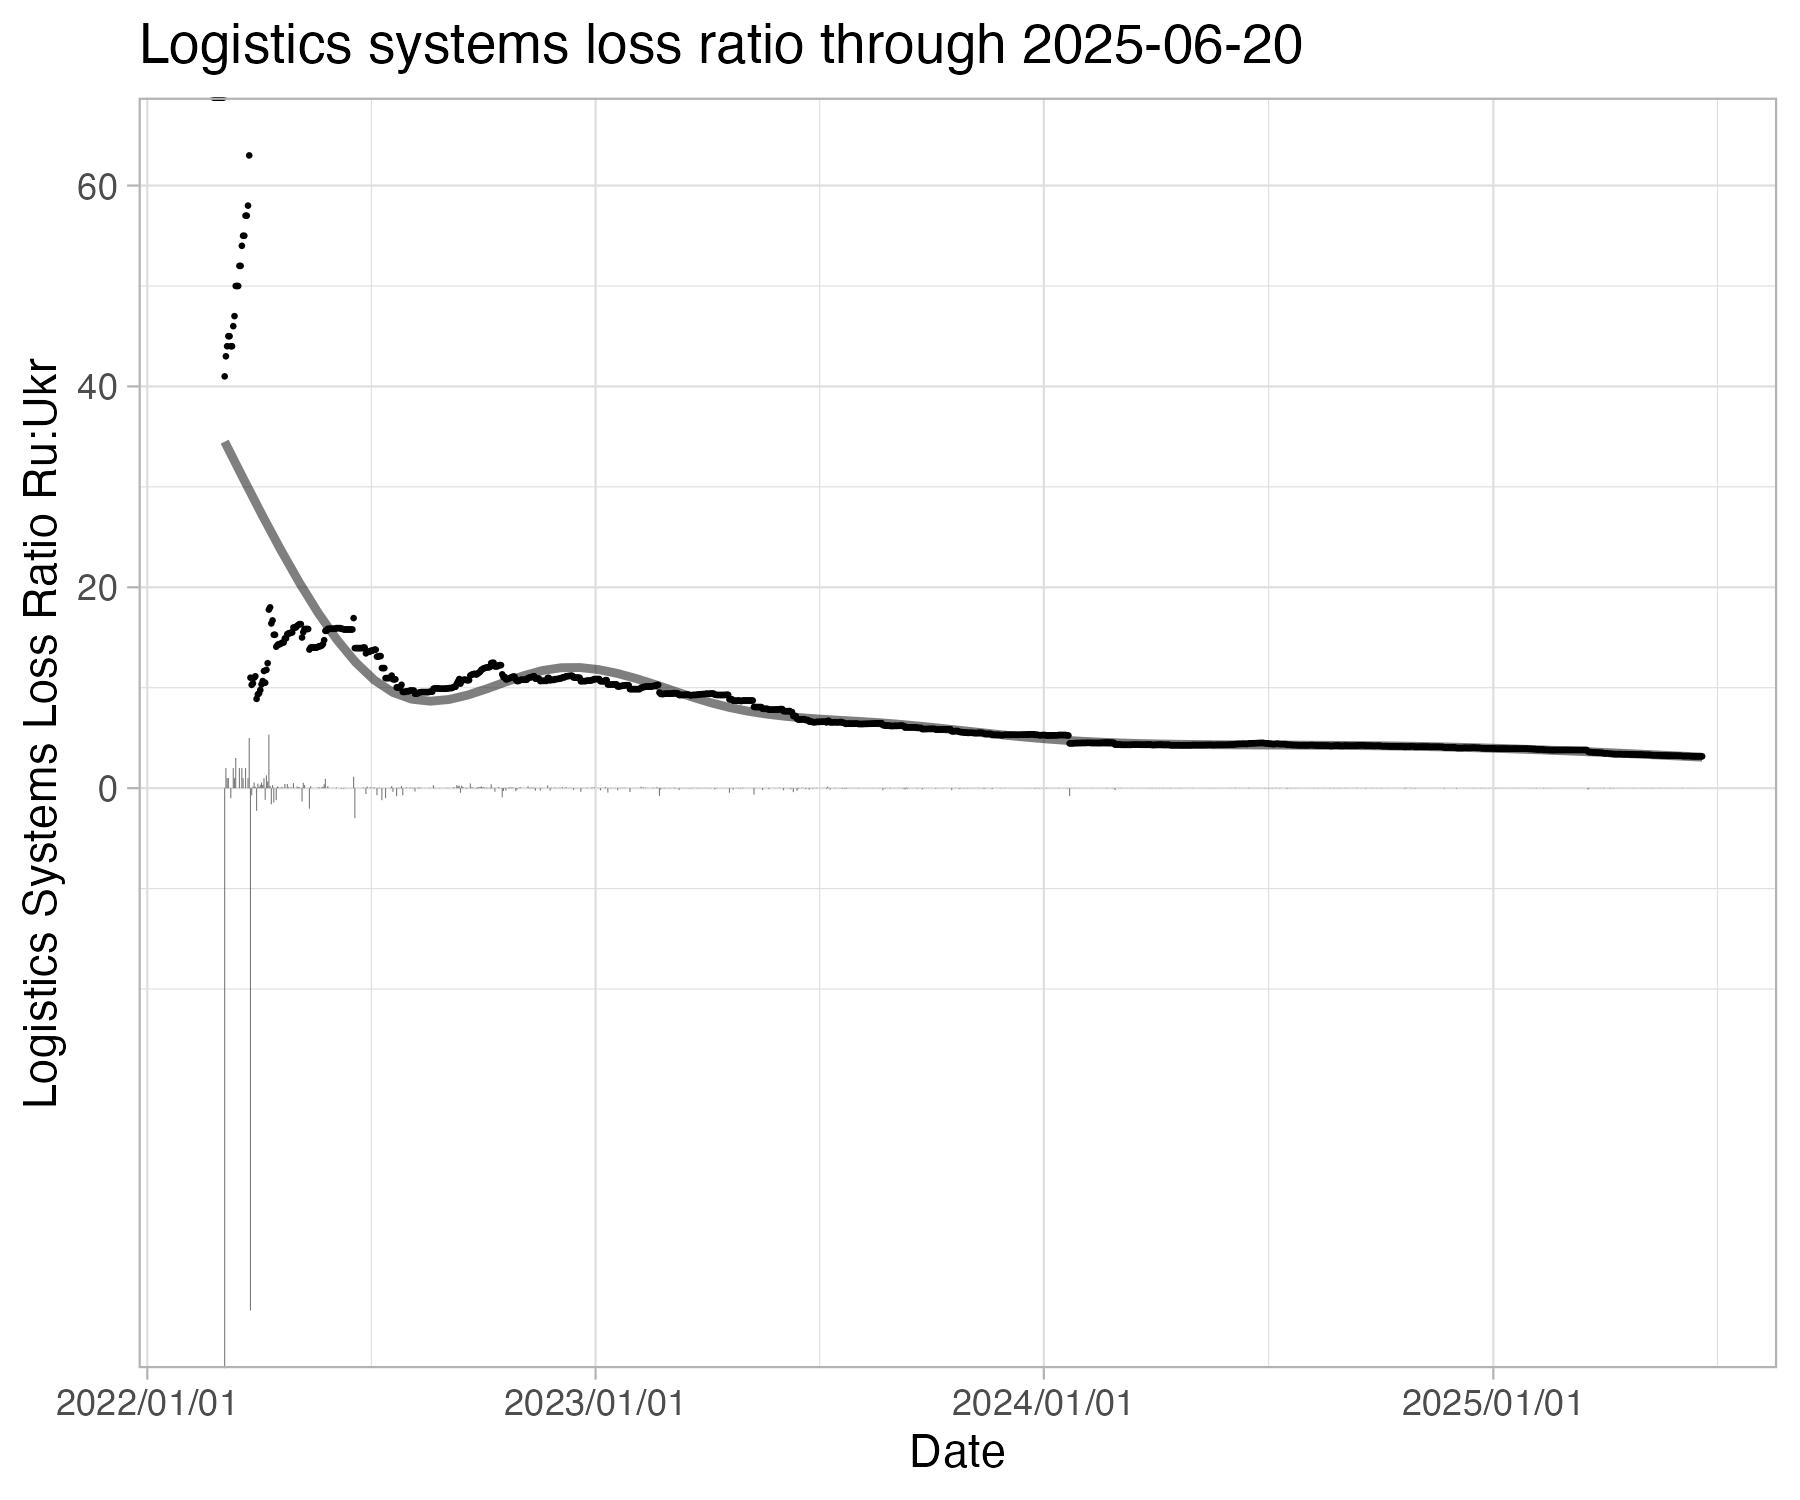 Logistics systems loss ratio through 2025-06-20
Logistics Systems Loss Ratio Ru:Ukr
60
40
20
0
2022/01/01
2023/01/01
2024/01/01
2025/01/01
Date